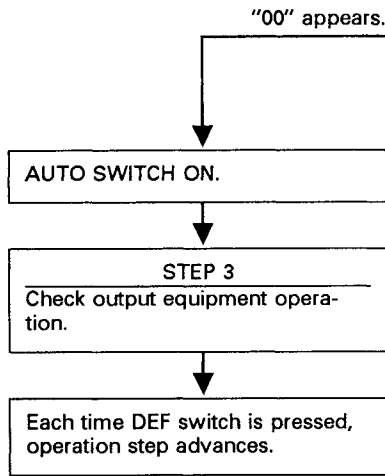 "00" appears.
AUTO SWITCH ON.
STEP 3
Check output equipment opera-
tion.
Each time DEF switch is pressed,
operation step advances.